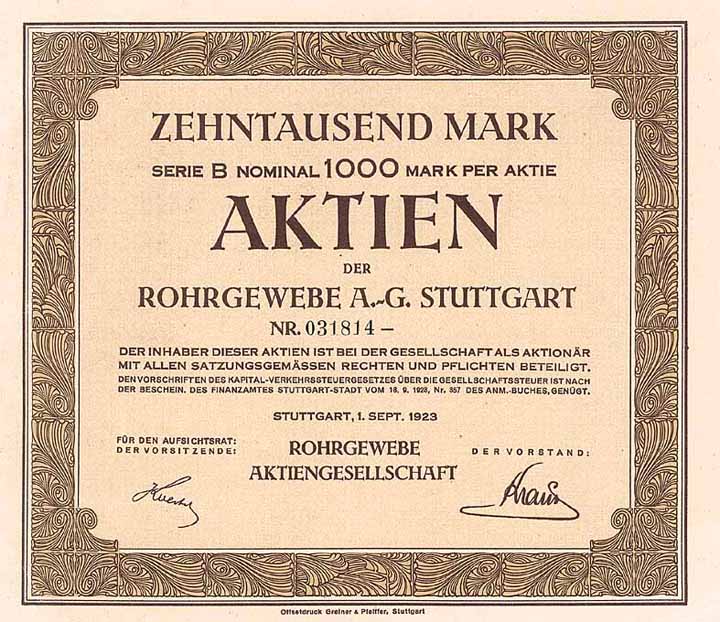 ZEHNTAUSEND MARK
SERIE B NOMINAL 1000 MARK PER AKTIE
AKTIEN
DER
ROHRGEWEBE A.-G. STUTTGART
NR. 031814 –
DER INHABER DIESER AKTIEN IST BEI DER GESELLSCHAFT ALS AKTIONÄR
MIT ALLEN SATZUNGSGEMÄSSEN RECHTEN UND PFLICHTEN BETEILIGT.
DEN VORSCHRIFTEN DES KAPITAL-VERKEHRSSTEUERGESETZES ÜBER DIE GESELLSCHAFTSSTEUER IST NACH
DER BESCHEIN. DES FINANZAMTES STUTTGART-STADT VOM 18. 9. 1923, Nr. 357 DES ANM.-BUCHES, GENÜGT.
STUTTGART, 1. SEPT. 1923
FÜR DEN AUFSICHTSRAT:
DER VORSITZENDE:
ROHRGEWEBE
AKTIENGESELLSCHAFT
DER VORSTAND:
Offsetdruck Greiner & Pfeiffer, Stuttgart